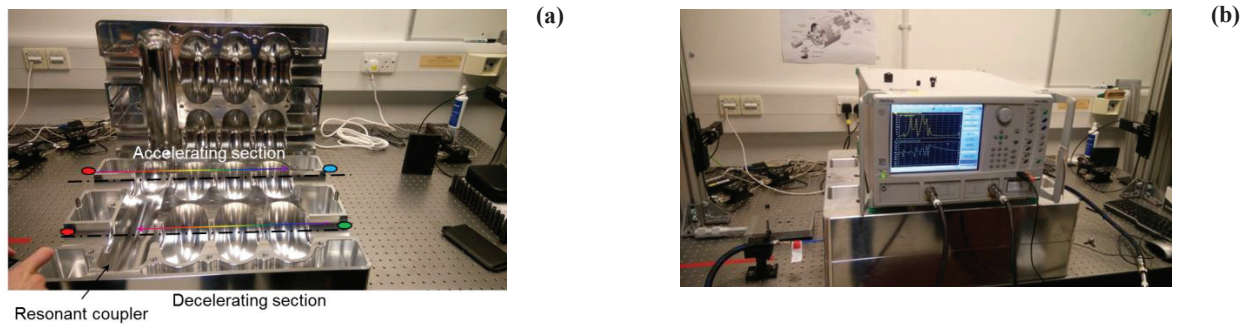 (a)
(b)
Accelerating section
Decelerating section
Resonant coupler